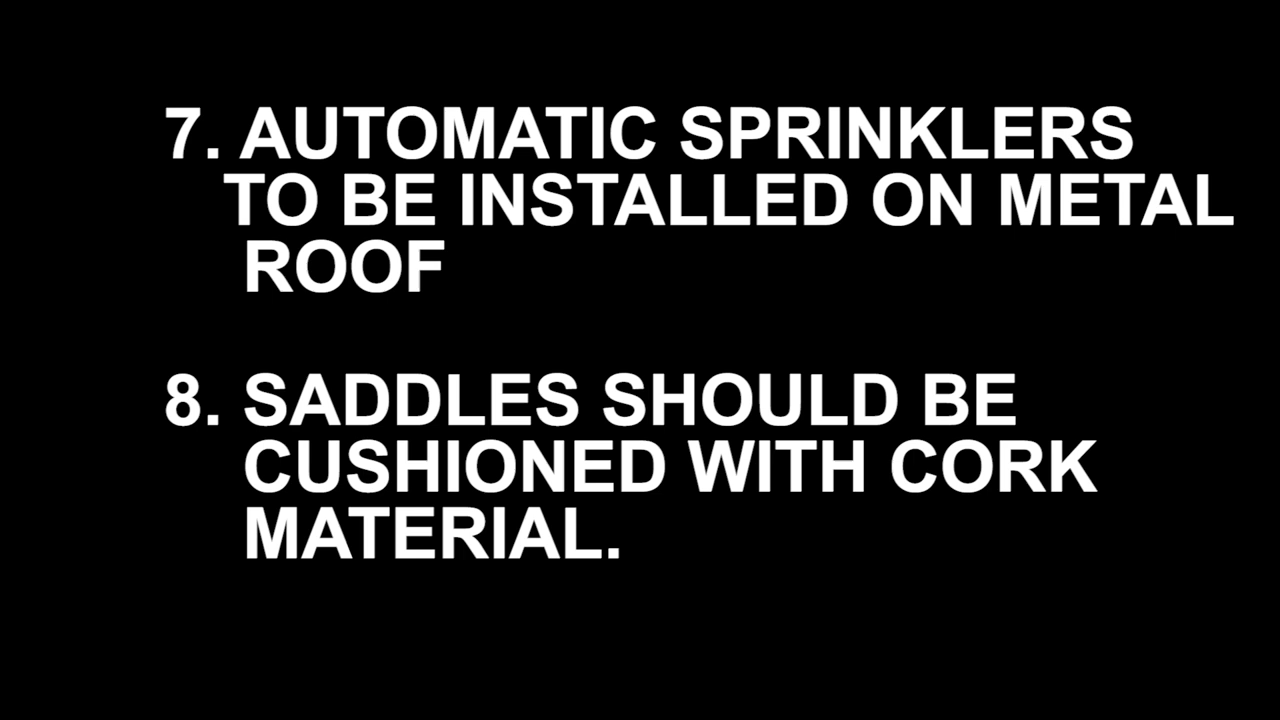 7. AUTOMATIC SPRINKLERS
TO BE INSTALLED ON METAL
ROOF
8. SADDLES SHOULD BE
CUSHIONED WITH CORK
MATERIAL.